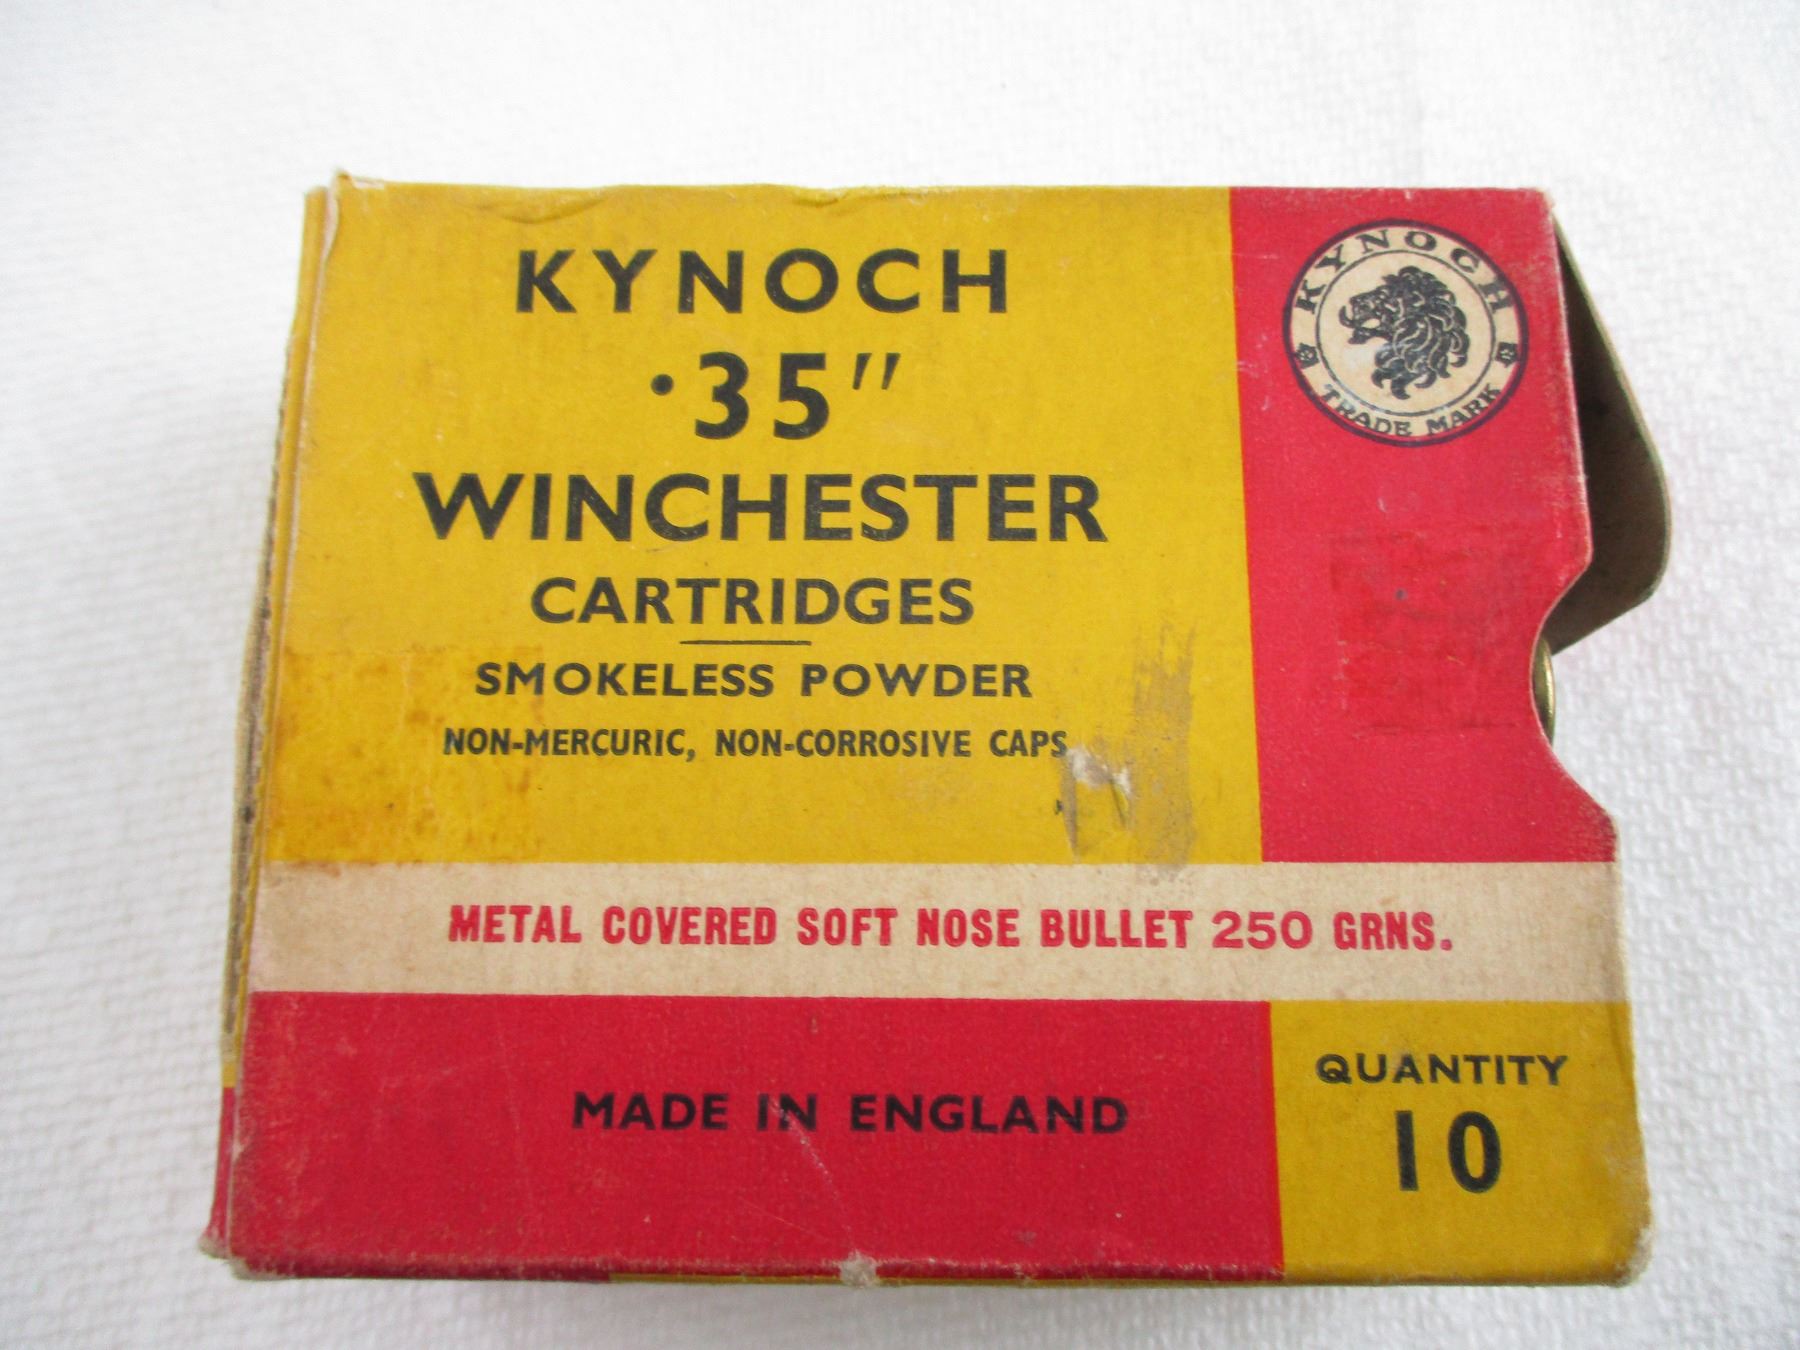 KYNOCH
·35"
WINCHESTER
CARTRIDGES
SMOKELESS POWDER
NON-MERCURIC, NON-CORROSIVE CAPS
KYNOCH
TRADE MARK
METAL COVERED SOFT NOSE BULLET 250 GRNS.
MADE IN ENGLAND
QUANTITY
10